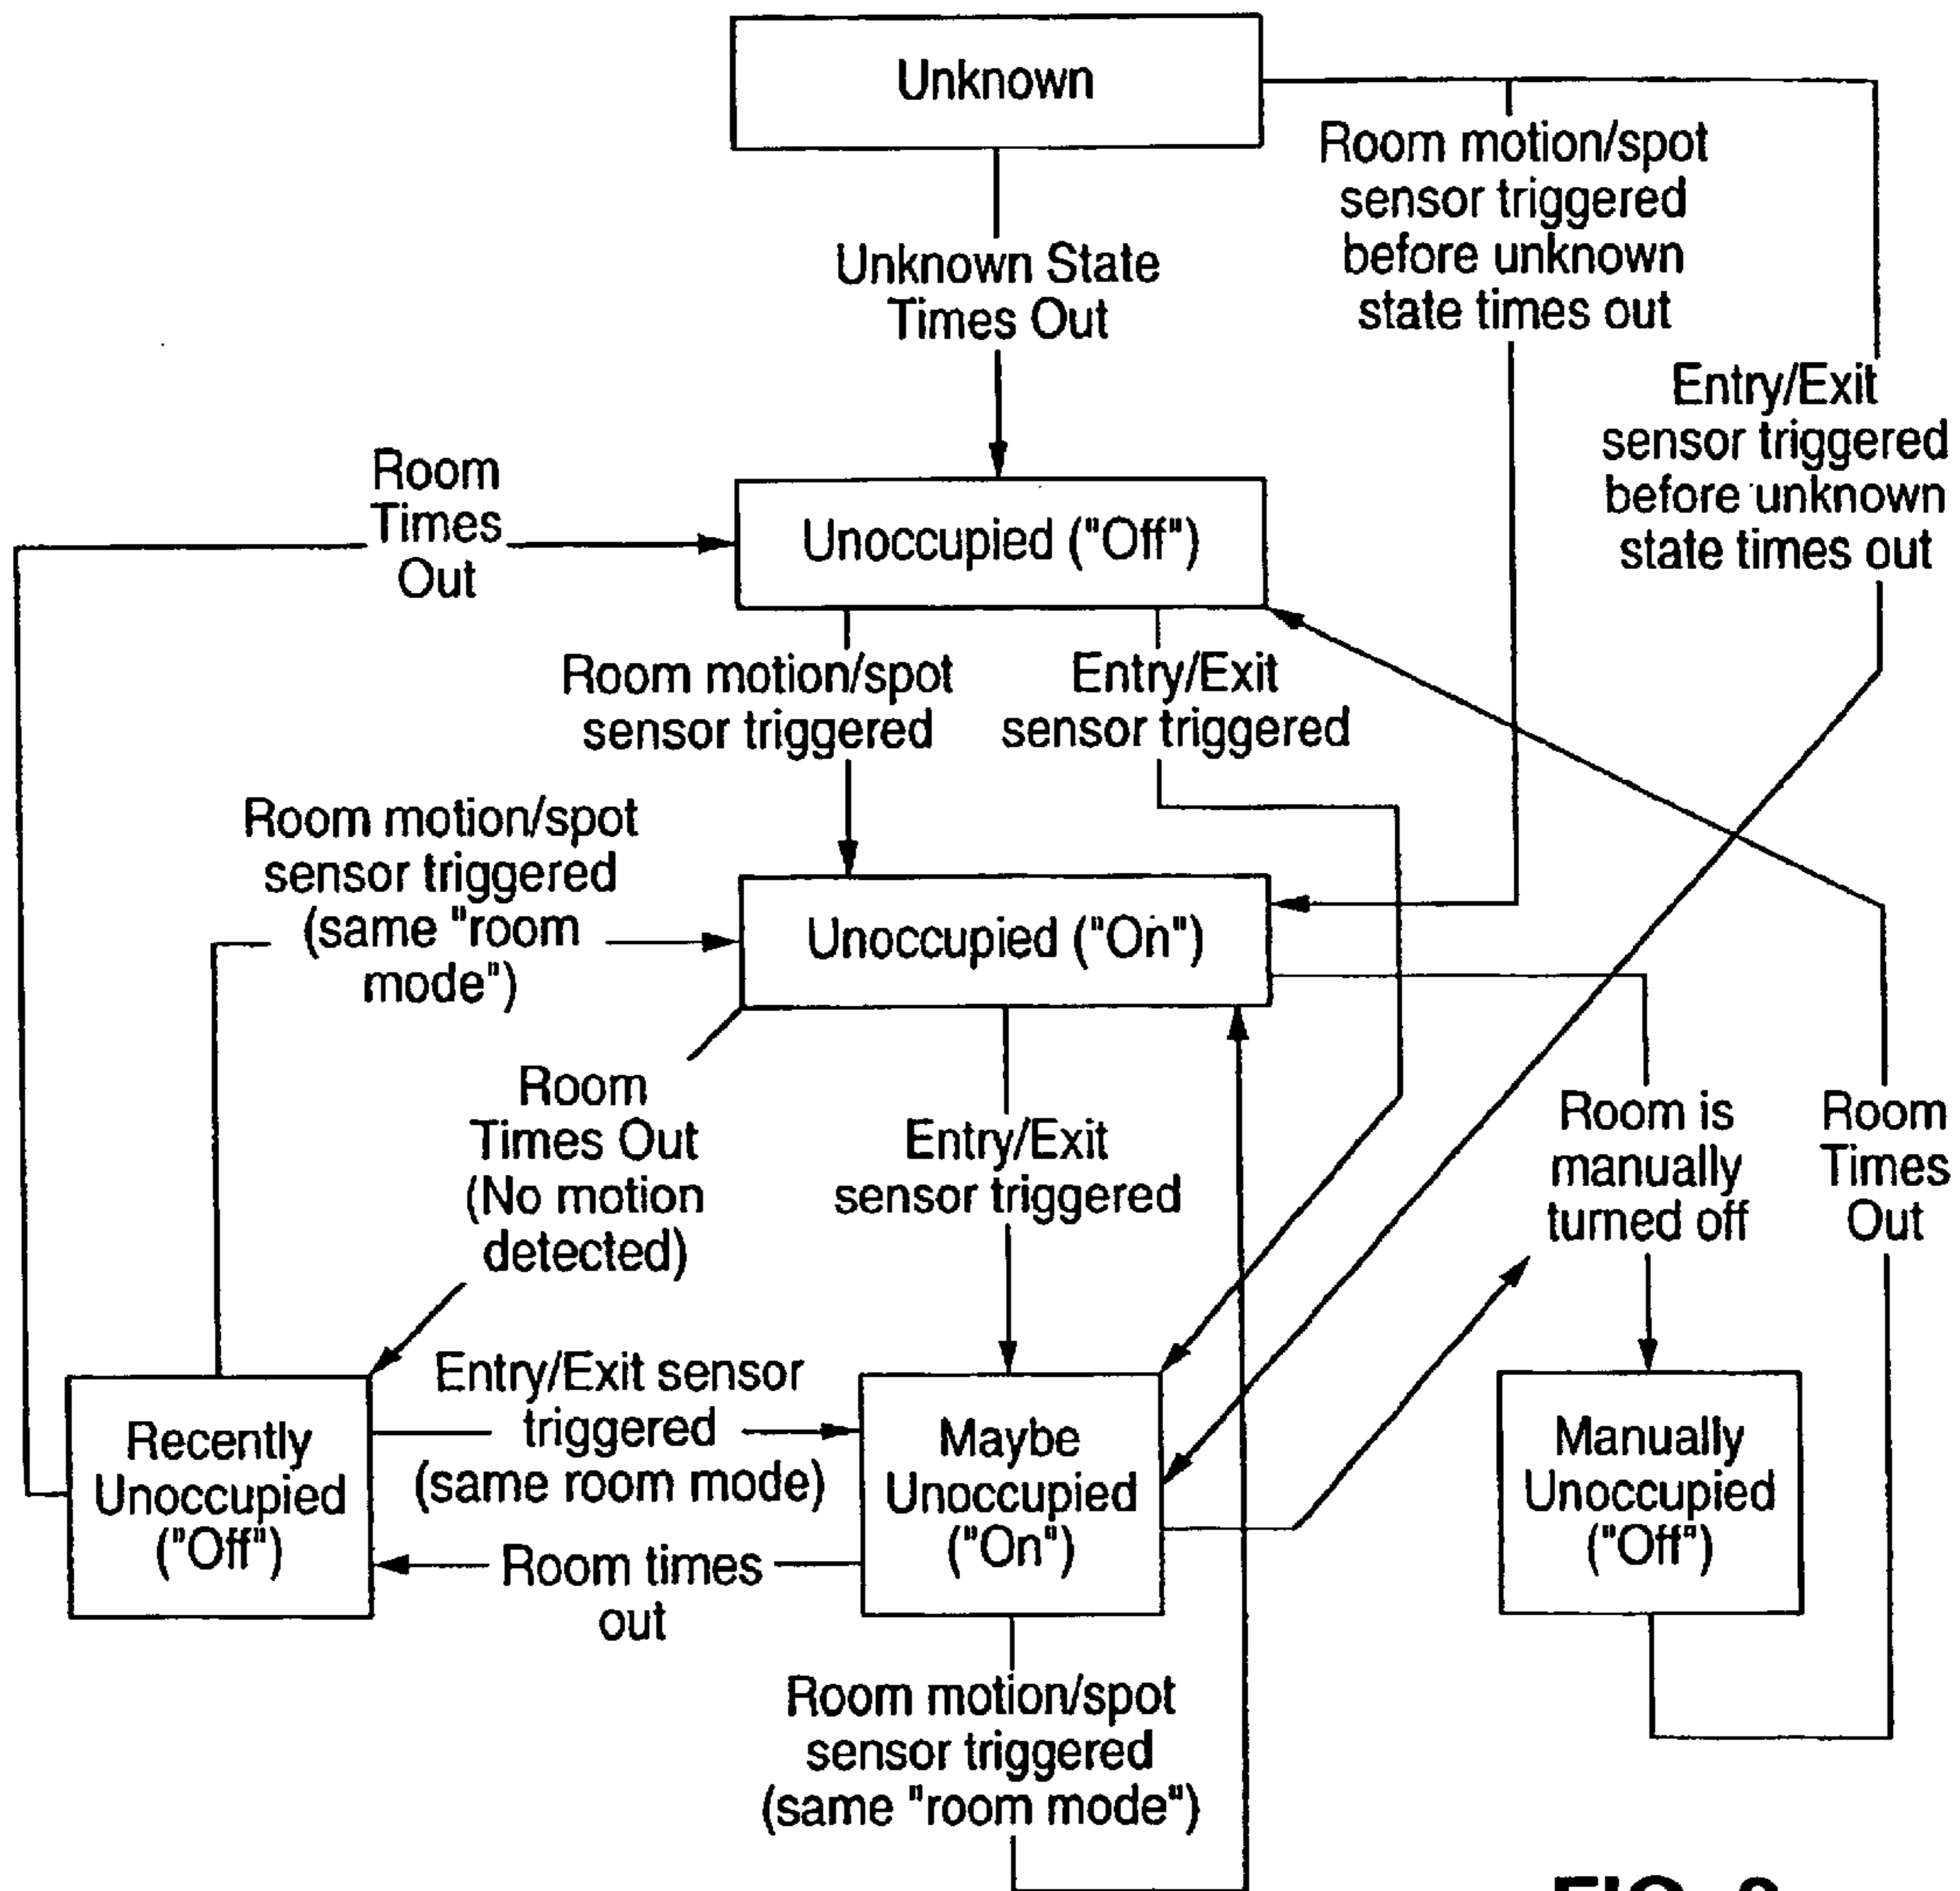 Unknown
Room motion/spot
sensor triggered
before unknown
state times out
Unknown State
Times Out
Entry/Exit
sensor triggered
before unknown
state times out
Room
Times
Out
Unoccupied ("Off")
Room motion/spot
sensor triggered
Entry/Exit
sensor triggered
Room motion/spot
sensor triggered
(same "room
mode")
Unoccupied ("On")
Room
Times Out
(No motion
detected)
Entry/Exit
sensor triggered
Room is
manually
turned off
Room
Times
Out
Entry/Exit sensor
triggered
(same room mode)
Recently
Unoccupied
("Off")
Maybe
Unoccupied
("On")
Manually
Unoccupied
("Off")
Room times
out
Room motion/spot
sensor triggered
(same "room mode")